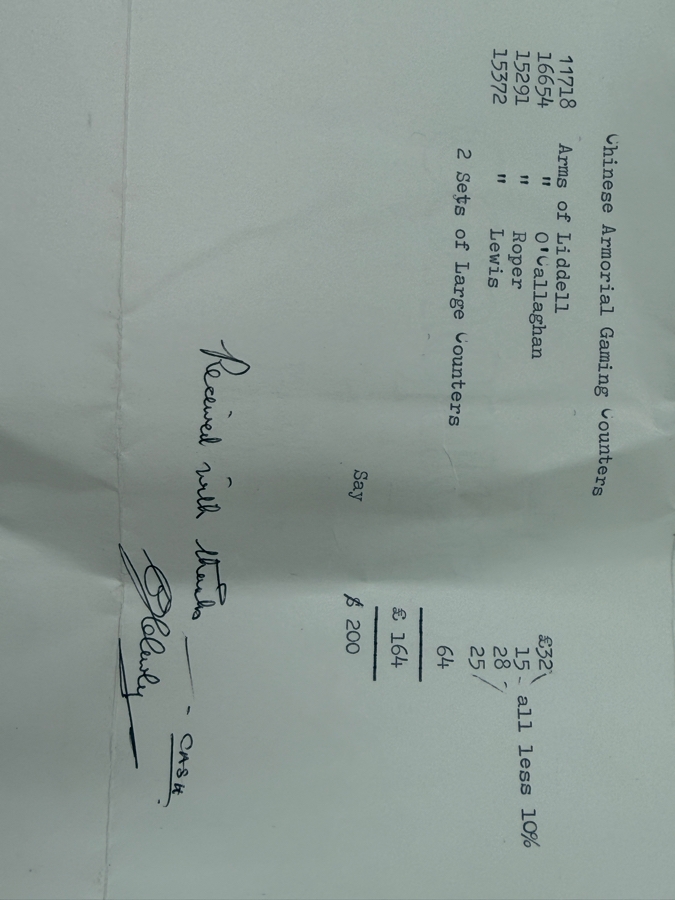 Chinese Armorial Gaming Counters
11718 Arms of Liddell £32
16654 " O'Callaghan 15 - all less 10%
15291 " Roper 28
15372 " Lewis 25
2 Sets of Large Counters 64
£ 164
Say $ 200
Received with thanks — - CASH.